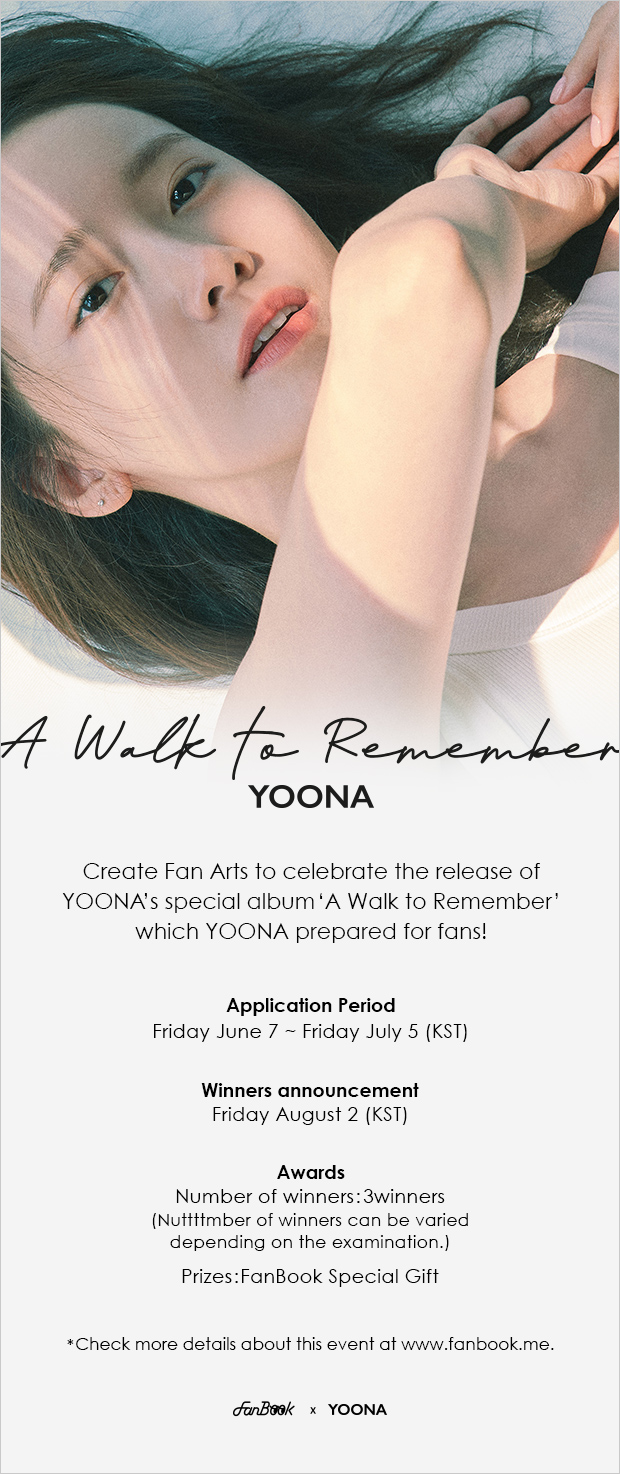 A Walk to Remember
YOONA
Create Fan Arts to celebrate the release of
YOONA's special album ‘A Walk to Remember’
which YOONA prepared for fans!
Application Period
Friday June 7 ~ Friday July 5 (KST)
Winners announcement
Friday August 2 (KST)
Awards
Number of winners:3winners
(Nuttttmber of winners can be varied
depending on the examination.)
Prizes:FanBook Special Gift
*Check more details about this event at www.fanbook.me.
FanBook x YOONA